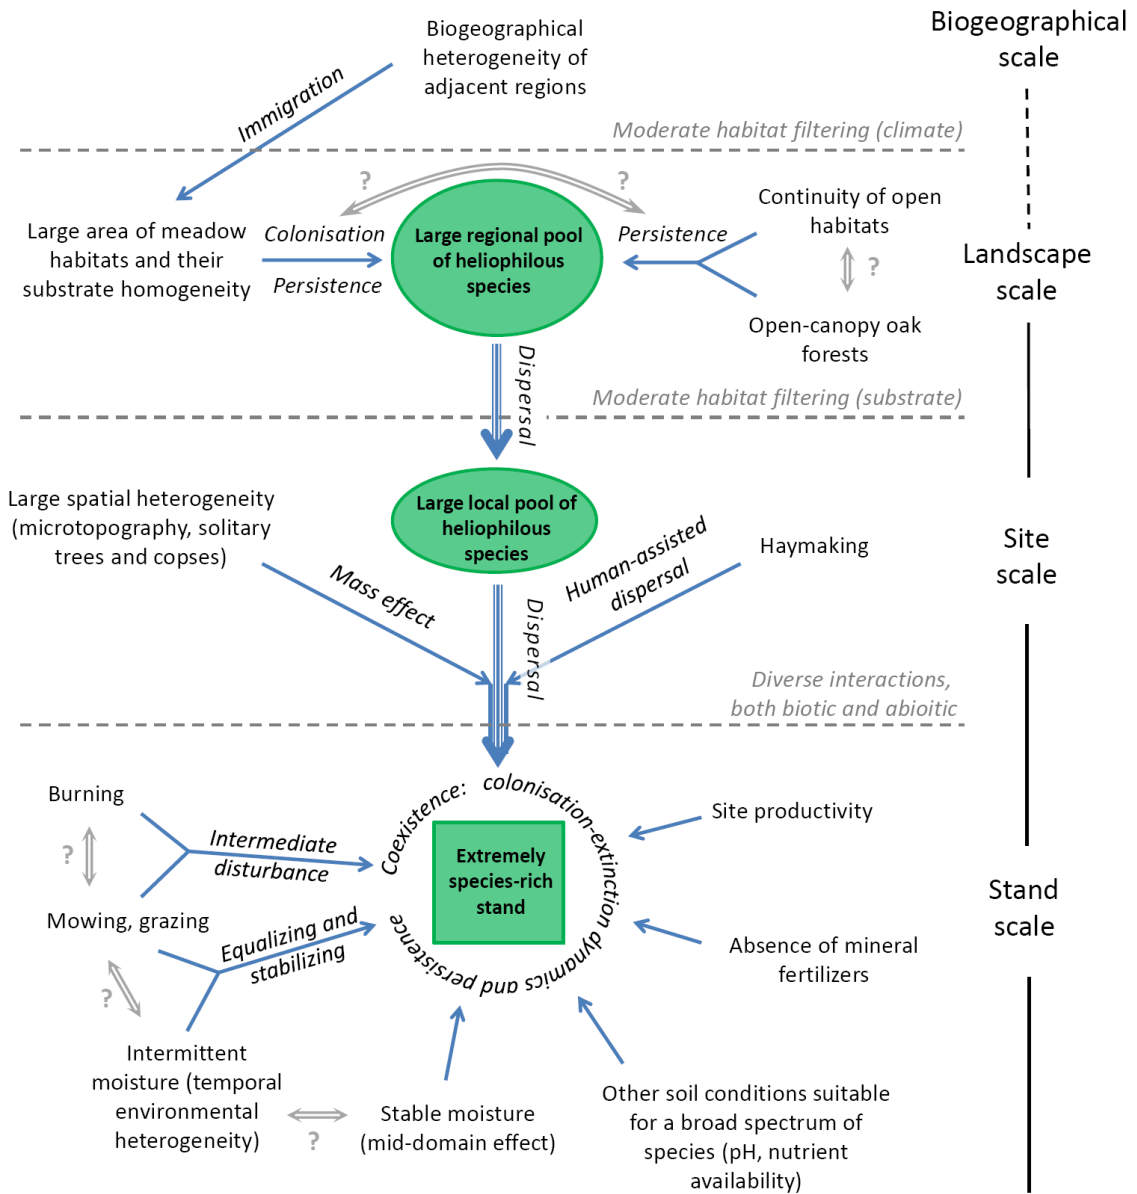 Biogeographical
scale
Biogeographical
heterogeneity of
adjacent regions
Immigration
Moderate habitat filtering (climate)
?
?
Large area of meadow
habitats and their
substrate homogeneity
Colonisation
Persistence
Large regional pool
of heliophilous
species
Persistence
Continuity of open
habitats
?
Open-canopy oak
forests
Landscape
scale
Dispersal
Moderate habitat filtering (substrate)
Large spatial heterogeneity
(microtopography, solitary
trees and copses)
Large local pool of
heliophilous
species
Mass effect
Human-assisted
dispersal
Haymaking
Site
scale
Dispersal
Diverse interactions,
both biotic and abioitic
Burning
?
Mowing, grazing
Intermediate
disturbance
Equalizing and
stabilizing
?
Intermittent
moisture (temporal
environmental
heterogeneity)
?
Stable moisture
(mid-domain effect)
Coexistence: colonisation-extinction dynamics and persistence
Extremely
species-rich
stand
Site productivity
Absence of mineral
fertilizers
Other soil conditions suitable
for a broad spectrum of
species (pH, nutrient
availability)
Stand
scale